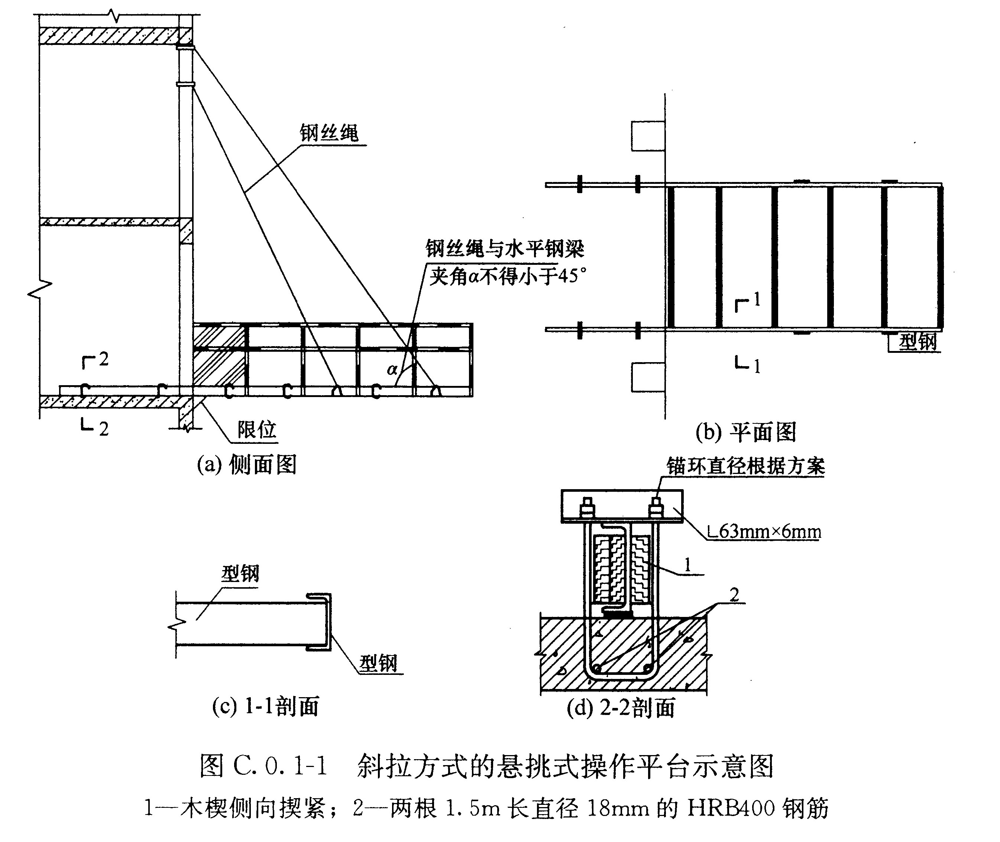 钢丝绳
钢丝绳与水平钢梁
夹角α不得小于45°
α
2
2
限位
(a) 侧面图
1
1
型钢
(b) 平面图
型钢
型钢
(c) 1-1剖面
锚环直径根据方案
∟63mm×6mm
1
2
(d) 2-2剖面
图 C.0.1-1 斜拉方式的悬挑式操作平台示意图
1—木楔侧向楔紧；2—两根 1.5m 长直径 18mm 的 HRB400 钢筋